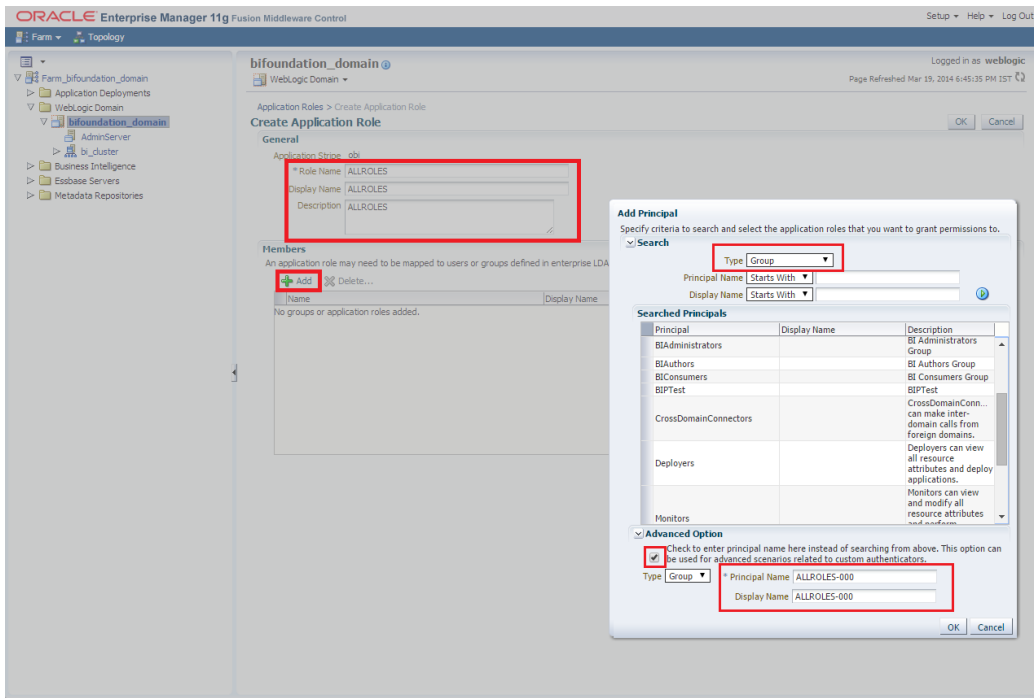 ORACLE Enterprise Manager 11g Fusion Middleware Control
Setup Help Log Out
Farm Topology
Farm_bifoundation_domain
Application Deployments
WebLogic Domain
bifoundation_domain
AdminServer
bi_cluster
Business Intelligence
Essbase Servers
Metadata Repositories
bifoundation_domain
WebLogic Domain
Logged in as weblogic
Page Refreshed Mar 19, 2014 6:45:35 PM IST
Application Roles > Create Application Role
Create Application Role
OK Cancel
General
Application Stripe obi
* Role Name ALLROLES
Display Name ALLROLES
Description ALLROLES
Members
An application role may need to be mapped to users or groups defined in enterprise LDA
Add Delete...
Name Display Name
No groups or application roles added.
Add Principal
Specify criteria to search and select the application roles that you want to grant permissions to.
Search
Type Group
Principal Name Starts With
Display Name Starts With
Searched Principals
Principal Display Name Description
BIAdministrators BI Administrators
Group
BIAuthors BI Authors Group
BIConsumers BI Consumers Group
BIPTest BIPTest
CrossDomainConnectors CrossDomainConn...
can make inter-
domain calls from
foreign domains.
Deployers Deployers can view
all resource
attributes and deploy
applications.
Monitors Monitors can view
and modify all
resource attributes
and perform
Advanced Option
Check to enter principal name here instead of searching from above. This option can
be used for advanced scenarios related to custom authenticators.
Type Group * Principal Name ALLROLES-000
Display Name ALLROLES-000
OK Cancel